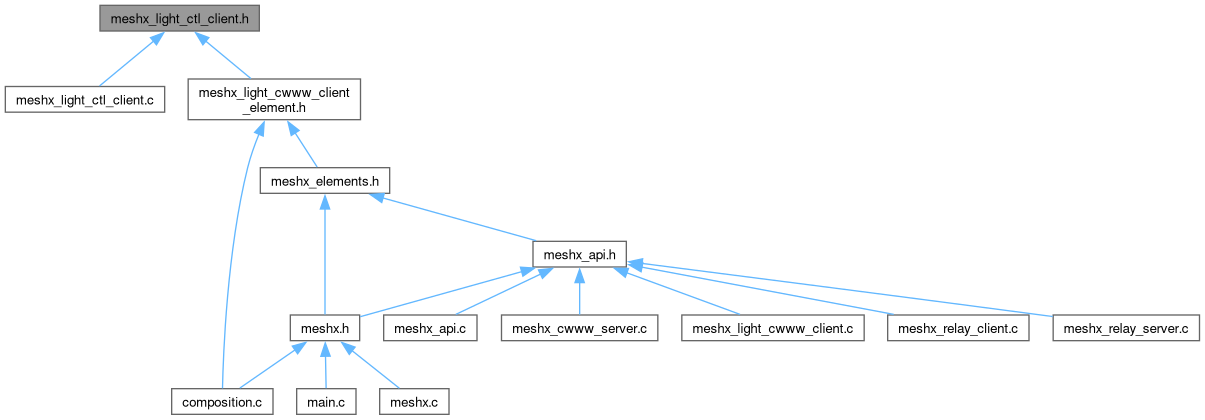 meshx_light_ctl_client.h
meshx_light_ctl_client.c
meshx_light_cwww_client
_element.h
meshx_elements.h
meshx_api.h
meshx.h
meshx_api.c
meshx_cwww_server.c
meshx_light_cwww_client.c
meshx_relay_client.c
meshx_relay_server.c
composition.c
main.c
meshx.c